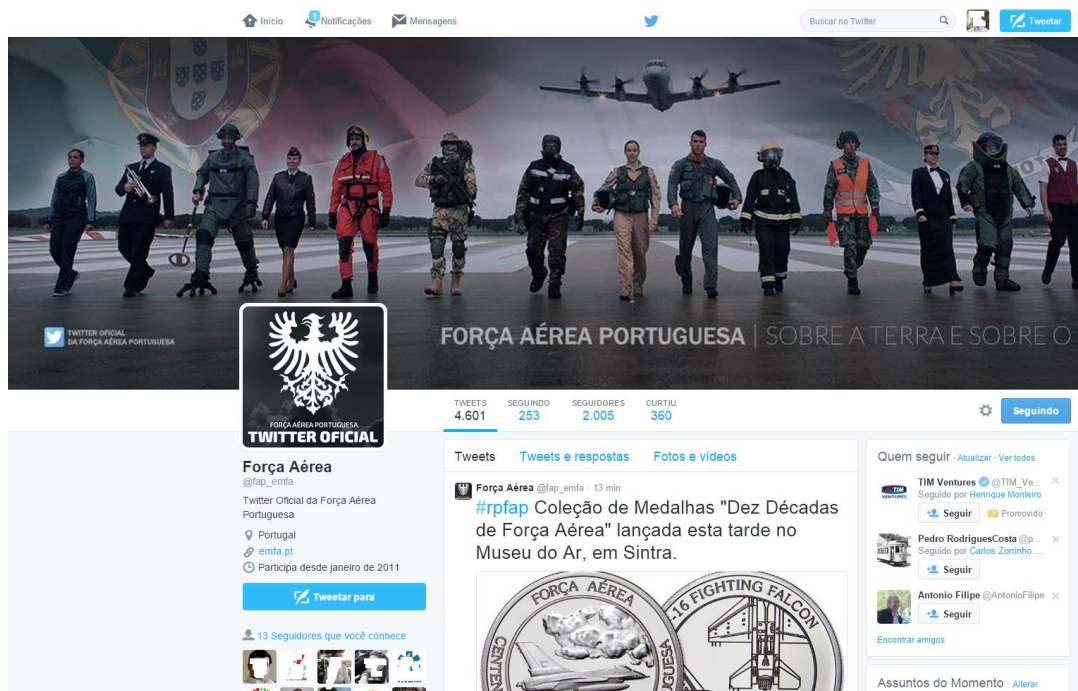 Início
1
Notificações
Mensagens
Buscar no Twitter
Tweetar
TWITTER OFICIAL
DA FORÇA AÉREA PORTUGUESA
FORÇA AÉREA PORTUGUESA | SOBRE A TERRA E SOBRE O
FORÇA AÉREA PORTUGUESA
TWITTER OFICIAL
TWEETS
4.601
SEGUINDO
253
SEGUIDORES
2.005
CURTIU
360
Seguindo
Força Aérea
@fap_emfa
Twitter Oficial da Força Aérea
Portuguesa
Portugal
emfa.pt
Participa desde janeiro de 2011
Tweetar para
13 Seguidores que você conhece
Tweets
Tweets e respostas
Fotos e vídeos
Força Aérea @fap_emfa · 13 min
#rpfap Coleção de Medalhas "Dez Décadas
de Força Aérea" lançada esta tarde no
Museu do Ar, em Sintra.
FORÇA AÉREA
CENTEN
-16 FIGHTING FALCON
UGUESA
Quem seguir · Atualizar · Ver todos
TIM
VENTURES
TIM Ventures @TIM_Ve...
Seguido por Henrique Monteiro
Seguir
Promovido
Pedro RodriguesCosta @p...
Seguido por Carlos Zorrinho ...
Seguir
Antonio Filipe @AntonioFilipe
Seguir
Encontrar amigos
Assuntos do Momento · Alterar